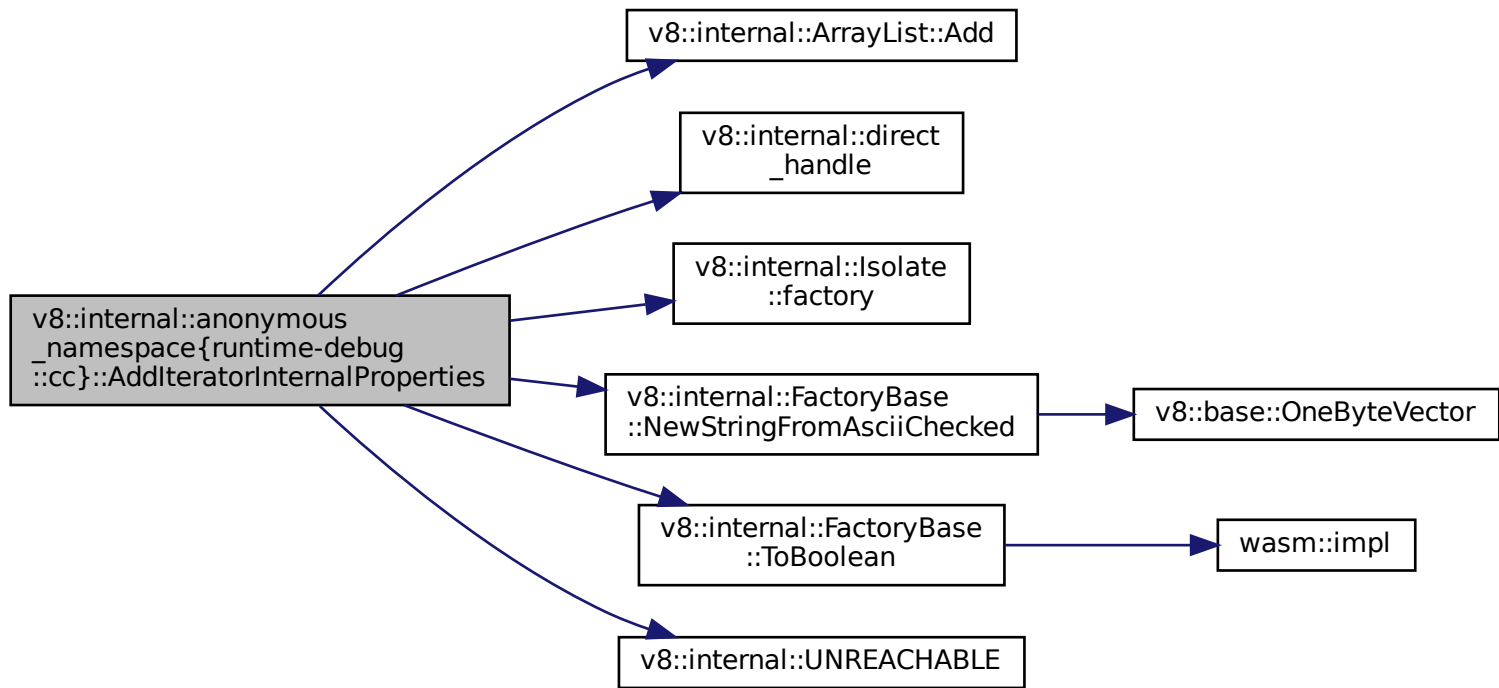 v8::internal::ArrayList::Add
v8::internal::direct
_handle
v8::internal::Isolate
::factory
v8::internal::anonymous
_namespace{runtime-debug
::cc}::AddIteratorInternalProperties
v8::internal::FactoryBase
::NewStringFromAsciiChecked
v8::base::OneByteVector
v8::internal::FactoryBase
::ToBoolean
wasm::impl
v8::internal::UNREACHABLE